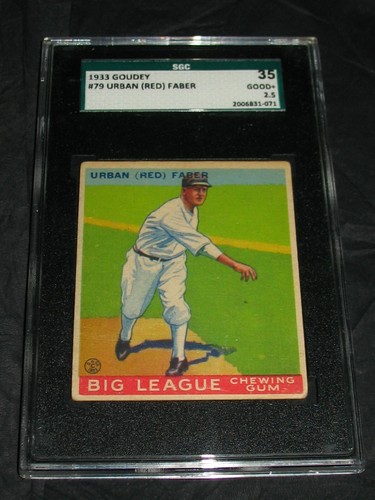 SGC
1933 GOUDEY 35
#79 URBAN (RED) FABER GOOD+
2.5
2006831-071
URBAN (RED) FABER
BIG LEAGUE CHEWING GUM